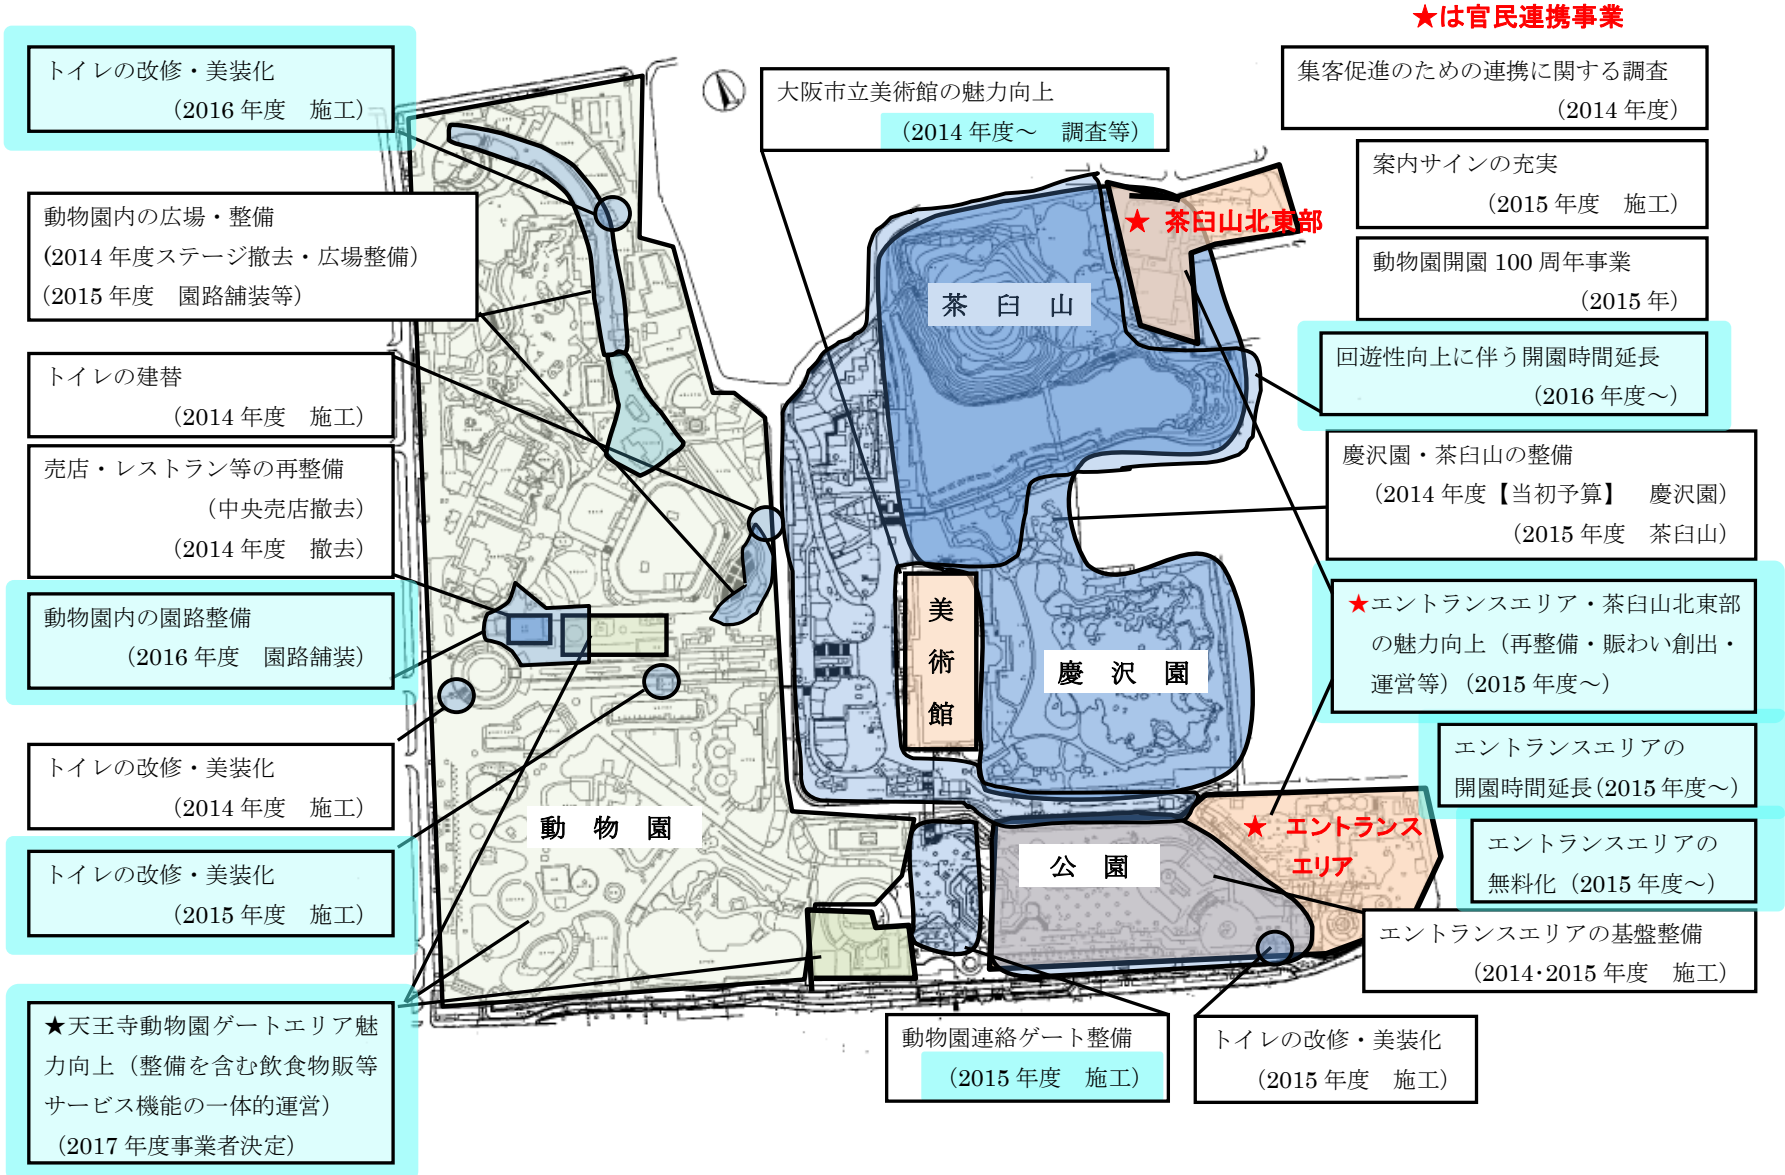 ★は官民連携事業
トイレの改修・美装化
(2016 年度　施工)
動物園内の広場・整備
(2014 年度ステージ撤去・広場整備)
(2015 年度　園路舗装等)
トイレの建替
(2014 年度　施工)
売店・レストラン等の再整備
(中央売店撤去)
(2014 年度　撤去)
動物園内の園路整備
(2016 年度　園路舗装)
トイレの改修・美装化
(2014 年度　施工)
トイレの改修・美装化
(2015 年度　施工)
★天王寺動物園ゲートエリア魅
力向上（整備を含む飲食物販等
サービス機能の一体的運営）
(2017 年度事業者決定)
大阪市立美術館の魅力向上
(2014 年度～　調査等)
茶 臼 山
★ 茶臼山北東部
美
術
館
慶 沢 園
動 物 園
公 園
★ エントランス
エリア
動物園連絡ゲート整備
(2015 年度　施工)
トイレの改修・美装化
(2015 年度　施工)
集客促進のための連携に関する調査
(2014 年度)
案内サインの充実
(2015 年度　施工)
動物園開園 100 周年事業
(2015 年)
回遊性向上に伴う開園時間延長
(2016 年度～)
慶沢園・茶臼山の整備
(2014 年度【当初予算】　慶沢園)
(2015 年度　茶臼山)
★エントランスエリア・茶臼山北東部
の魅力向上（再整備・賑わい創出・
運営等）(2015 年度～)
エントランスエリアの
開園時間延長(2015 年度～)
エントランスエリアの
無料化（2015 年度～）
エントランスエリアの基盤整備
(2014･2015 年度　施工)